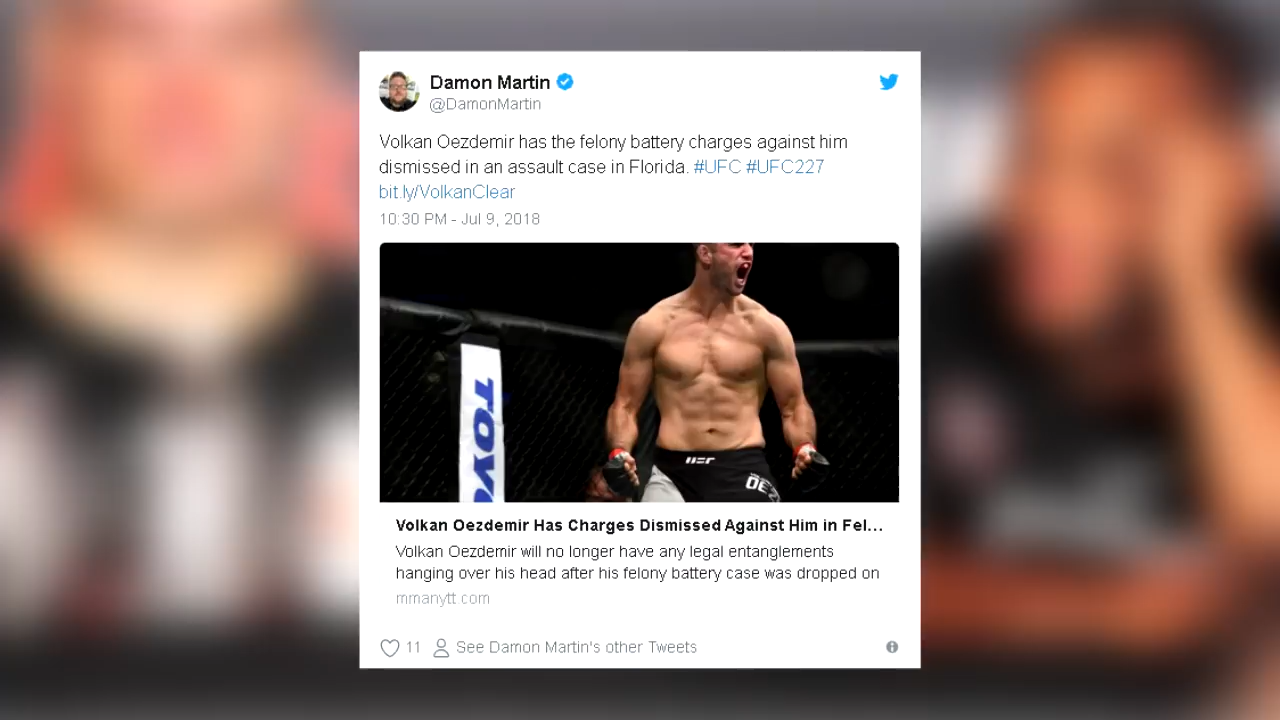 Damon Martin
@DamonMartin
Volkan Oezdemir has the felony battery charges against him
dismissed in an assault case in Florida. #UFC #UFC227
bit.ly/VolkanClear
10:30 PM - Jul 9, 2018
TOYO
UFC
OEZ
Volkan Oezdemir Has Charges Dismissed Against Him in Fel...
Volkan Oezdemir will no longer have any legal entanglements
hanging over his head after his felony battery case was dropped on
mmanytt.com
11 See Damon Martin's other Tweets